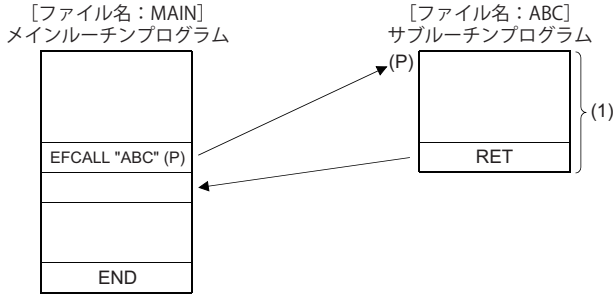 [ファイル名：MAIN]
メインルーチンプログラム
EFCALL "ABC" (P)
END
[ファイル名：ABC]
サブルーチンプログラム
(P)
(1)
RET